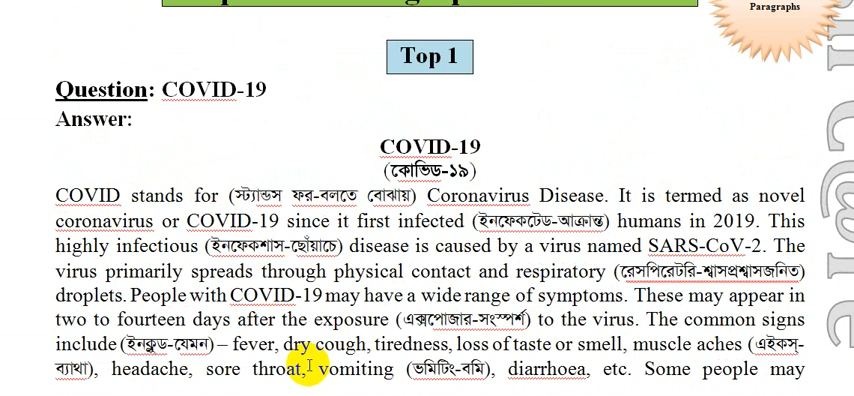 Paragraphs
Top 1
Question: COVID-19
Answer:
COVID-19
(কোভিড-১৯)
COVID stands for (স্ট্যান্ডস ফর-বলতে বোঝায়) Coronavirus Disease. It is termed as novel
coronavirus or COVID-19 since it first infected (ইনফেকটেড-আক্রান্ত) humans in 2019. This
highly infectious (ইনফেকশাস-ছোঁয়াচে) disease is caused by a virus named SARS-CoV-2. The
virus primarily spreads through physical contact and respiratory (রেসপিরেটরি-শ্বাসপ্রশ্বাসজনিত)
droplets. People with COVID-19 may have a wide range of symptoms. These may appear in
two to fourteen days after the exposure (এক্সপোজার-সংস্পর্শ) to the virus. The common signs
include (ইনক্লুড-যেমন) – fever, dry cough, tiredness, loss of taste or smell, muscle aches (এইকস্-
ব্যাথা), headache, sore throat, vomiting (ভমিটিং-বমি), diarrhoea, etc. Some people may